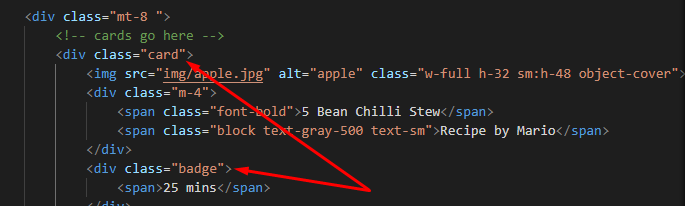 <div class="mt-8 ">
<!-- cards go here -->
<div class="card">
<img src="img/apple.jpg" alt="apple" class="w-full h-32 sm:h-48 object-cover">
<div class="m-4">
<span class="font-bold">5 Bean Chilli Stew</span>
<span class="block text-gray-500 text-sm">Recipe by Mario</span>
</div>
<div class="badge">
<span>25 mins</span>
</div>